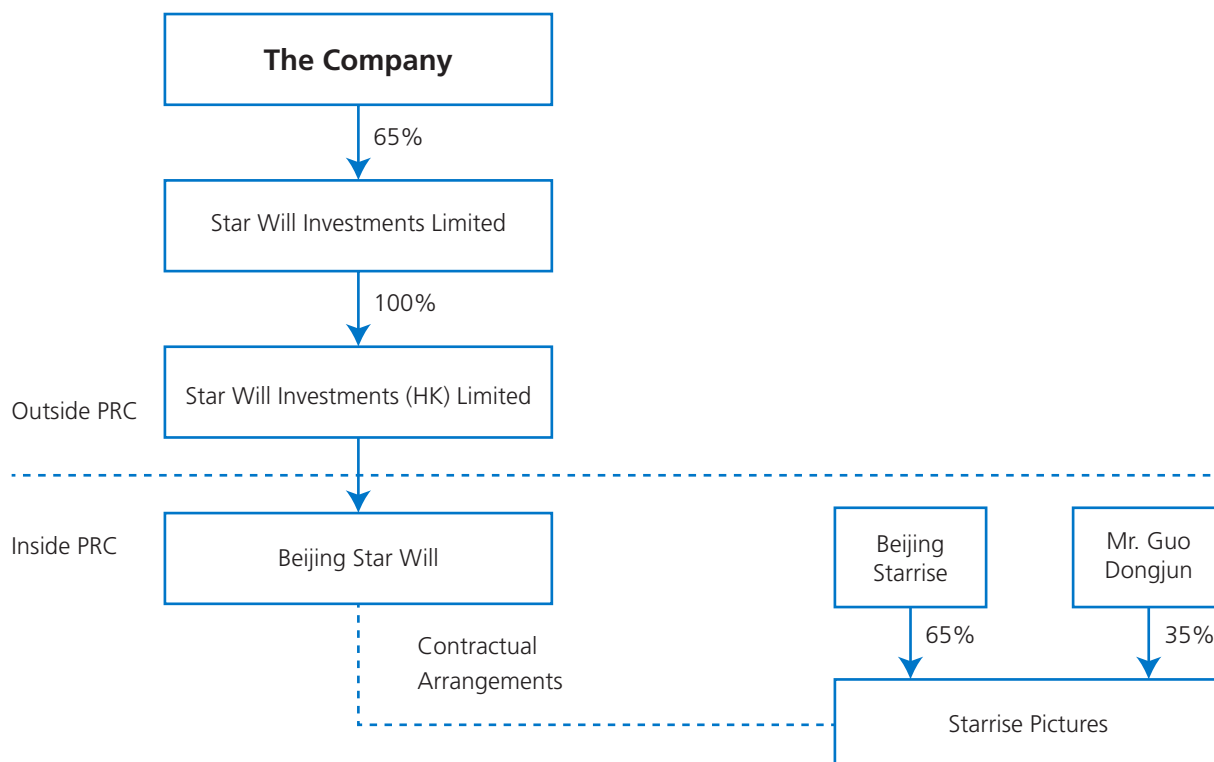 The Company
65%
Star Will Investments Limited
100%
Star Will Investments (HK) Limited
Outside PRC
Inside PRC
Beijing Star Will
Beijing
Starrise
Mr. Guo
Dongjun
65%
35%
Contractual
Arrangements
Starrise Pictures